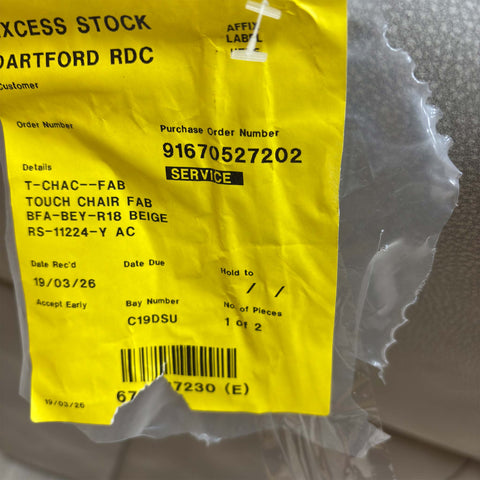 XCESS STOCK
AFFIX
LABEL
DARTFORD RDC
Customer
Order Number
Purchase Order Number
91670527202
SERVICE
Details
T-CHAC--FAB
TOUCH CHAIR FAB
BFA-BEY-R18 BEIGE
RS-11224-Y AC
Date Rec'd
Date Due
Hold to
19/03/26
/ /
Accept Early
Bay Number
No. of Pieces
C19DSU
1 OF 2
7230 (E)
19/03/26